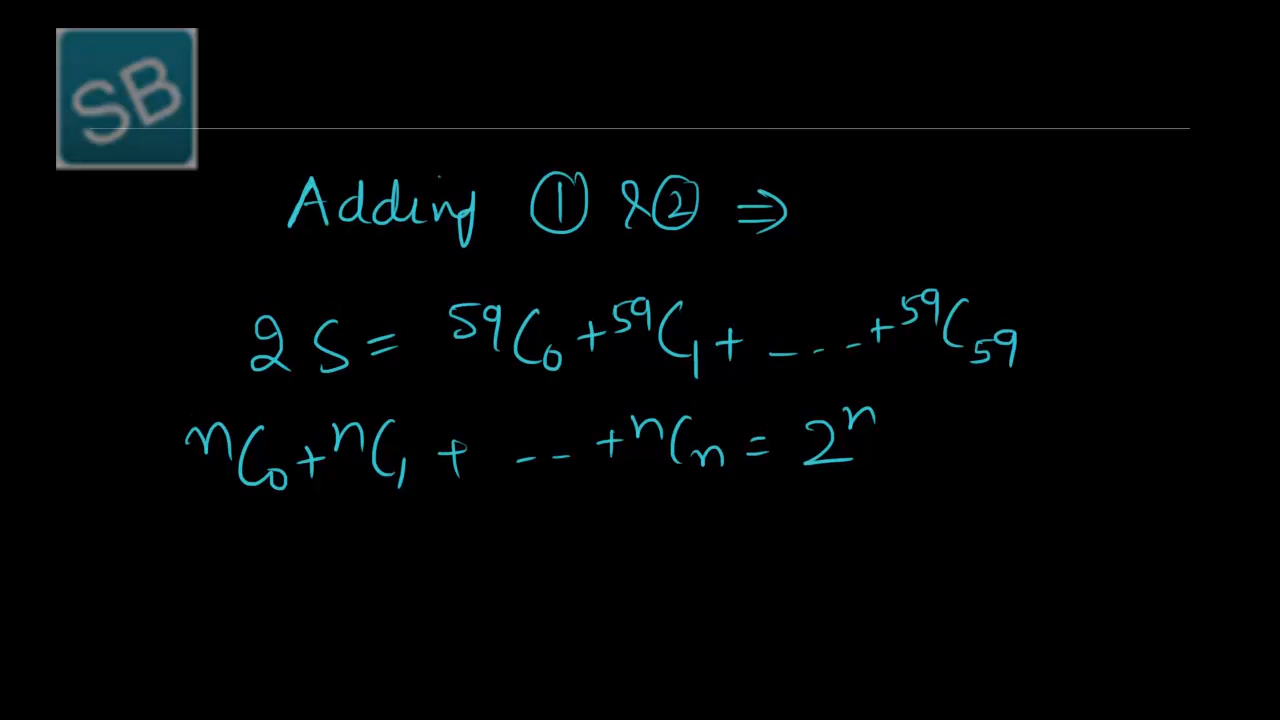 SB
Adding ① & ② ⇒
2S = ⁵⁹C₀ + ⁵⁹C₁ + ..... + ⁵⁹C₅₉
ⁿC₀ + ⁿC₁ + .... + ⁿCₙ = 2ⁿ